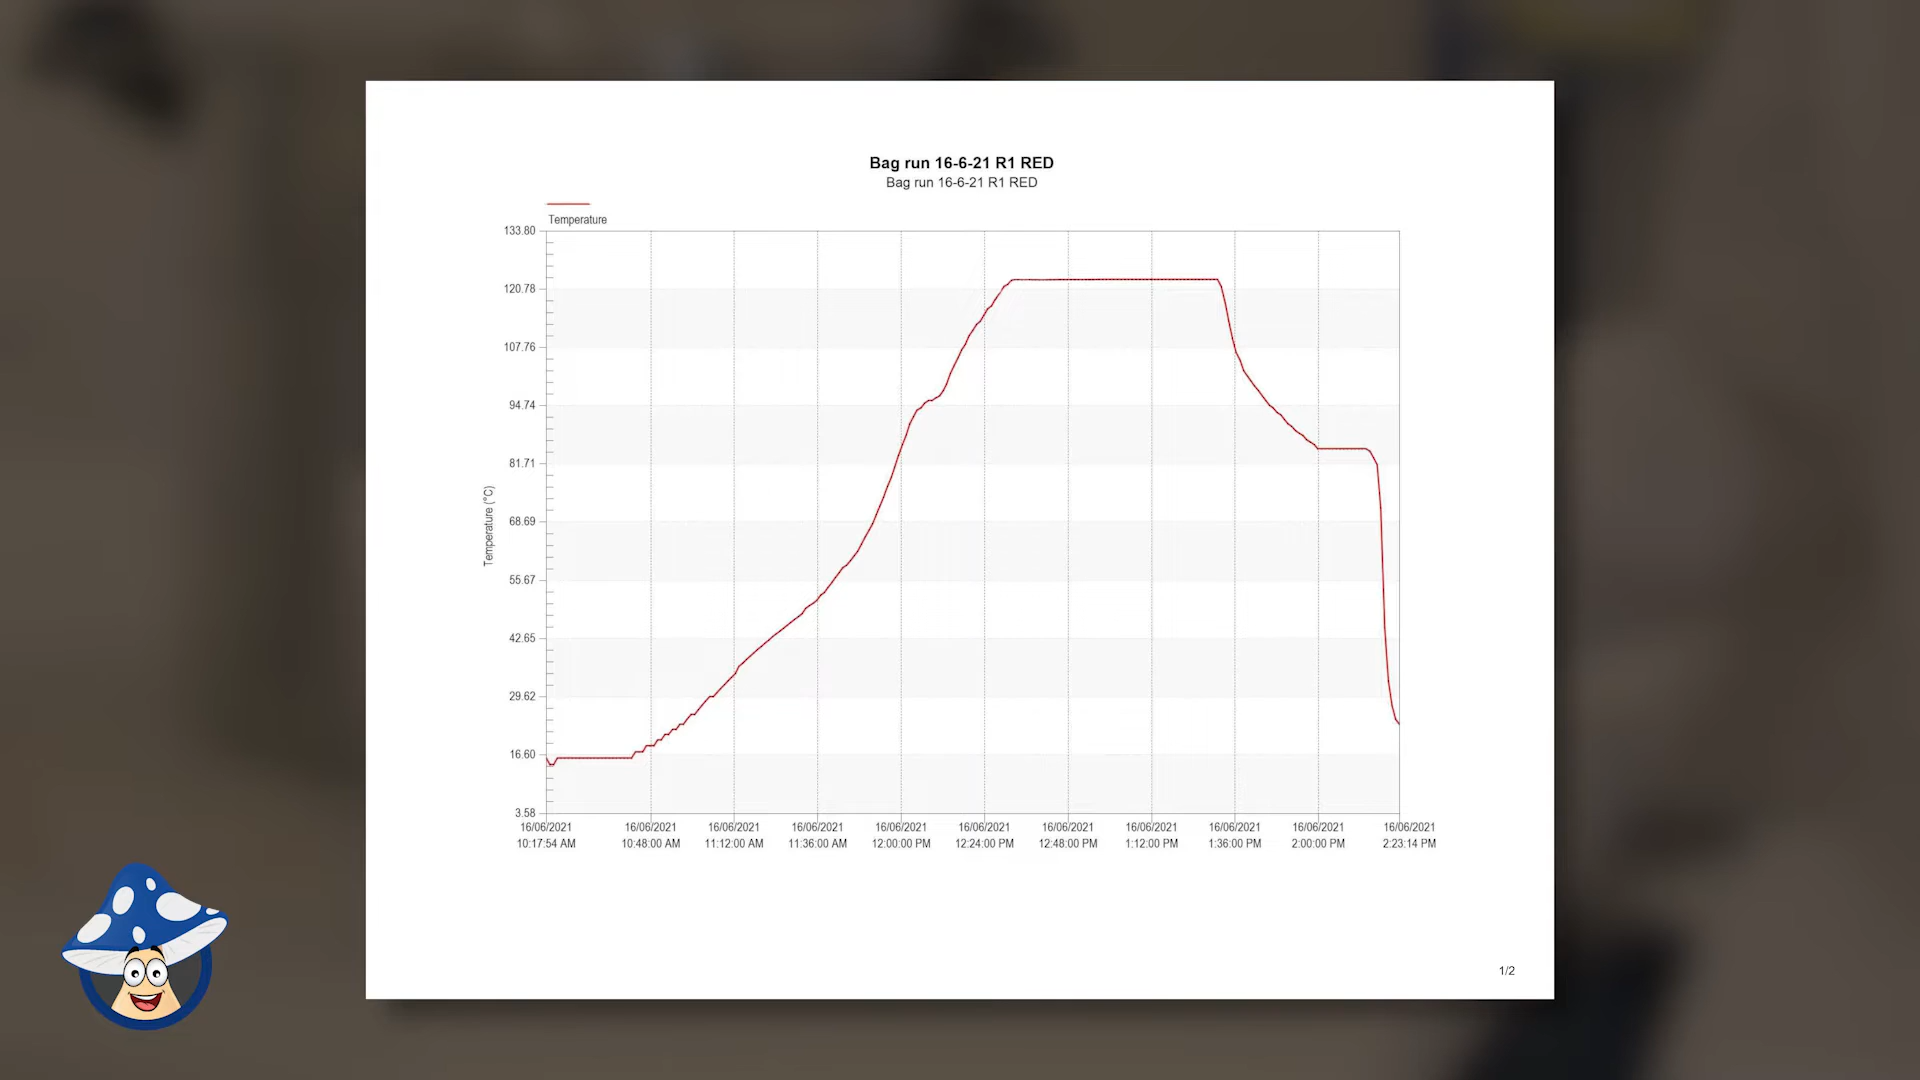 Bag run 16-6-21 R1 RED
Bag run 16-6-21 R1 RED
Temperature
133.80
120.78
107.76
94.74
81.71
68.69
55.67
42.65
29.62
16.60
3.58
Temperature (°C)
16/06/2021 16/06/2021 16/06/2021 16/06/2021 16/06/2021 16/06/2021 16/06/2021 16/06/2021 16/06/2021 16/06/2021 16/06/2021
10:17:54 AM 10:48:00 AM 11:12:00 AM 11:36:00 AM 12:00:00 PM 12:24:00 PM 12:48:00 PM 1:12:00 PM 1:36:00 PM 2:00:00 PM 2:23:14 PM
1/2